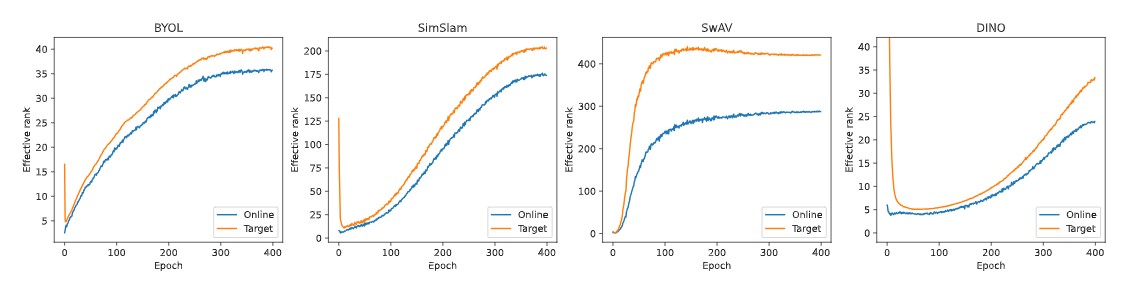 BYOL
Effective rank
40
35
30
25
20
15
10
5
0 100 200 300 400
Epoch
Online
Target
SimSlam
Effective rank
200
175
150
125
100
75
50
25
0
0 100 200 300 400
Epoch
Online
Target
SwAV
Effective rank
400
300
200
100
0
0 100 200 300 400
Epoch
Online
Target
DINO
Effective rank
40
35
30
25
20
15
10
5
0
0 100 200 300 400
Epoch
Online
Target